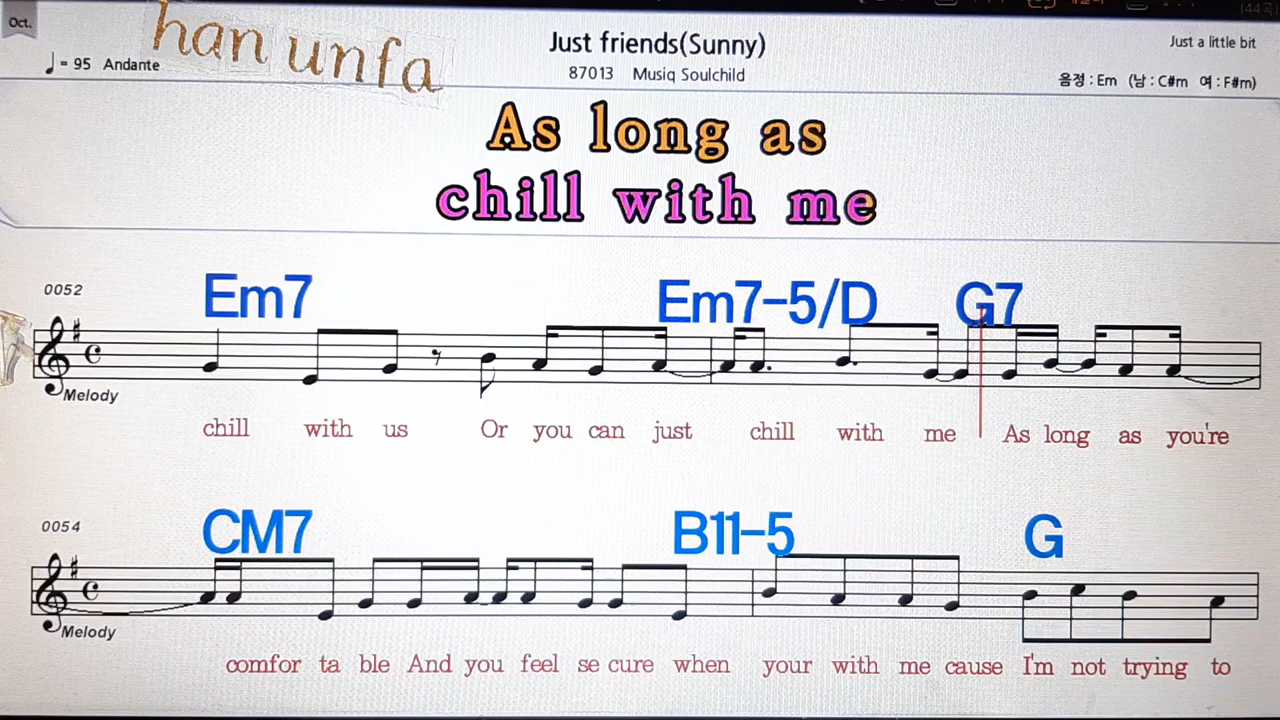 Oct.
han unfa
Just friends(Sunny)
Just a little bit
♩= 95 Andante
87013 Musiq Soulchild
음정 : Em (남 : C#m 여 : F#m)
As long as
chill with me
0052
Em7 Em7-5/D G7
Melody
chill with us Or you can just chill with me As long as you're
0054
CM7 B11-5 G
Melody
comfor ta ble And you feel se cure when your with me cause I'm not trying to